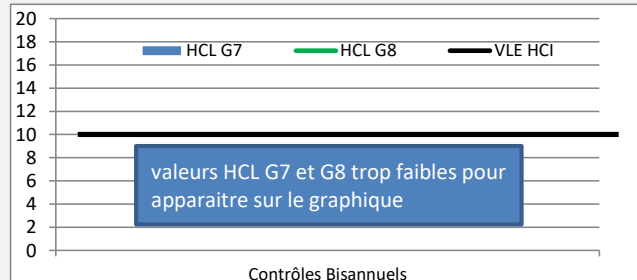 20
18
16
14
12
10
8
6
4
2
0
HCL G7 HCL G8 VLE HCl
valeurs HCL G7 et G8 trop faibles pour
apparaitre sur le graphique
Contrôles Bisannuels